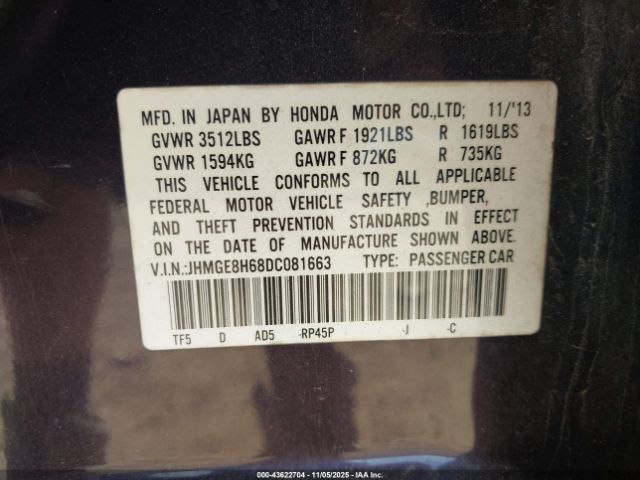 MFD. IN JAPAN BY HONDA MOTOR CO.,LTD; 11/'13
GVWR 3512LBS GAWR F 1921LBS R 1619LBS
GVWR 1594KG GAWR F 872KG R 735KG
THIS VEHICLE CONFORMS TO ALL APPLICABLE
FEDERAL MOTOR VEHICLE SAFETY ,BUMPER,
AND THEFT PREVENTION STANDARDS IN EFFECT
ON THE DATE OF MANUFACTURE SHOWN ABOVE.
V.I.N.:JHMGE8H68DC081663 TYPE: PASSENGER CAR
TF5 D AD5 -RP45P -J -C
000-43622704 - 11/05/2025 - IAA Inc.